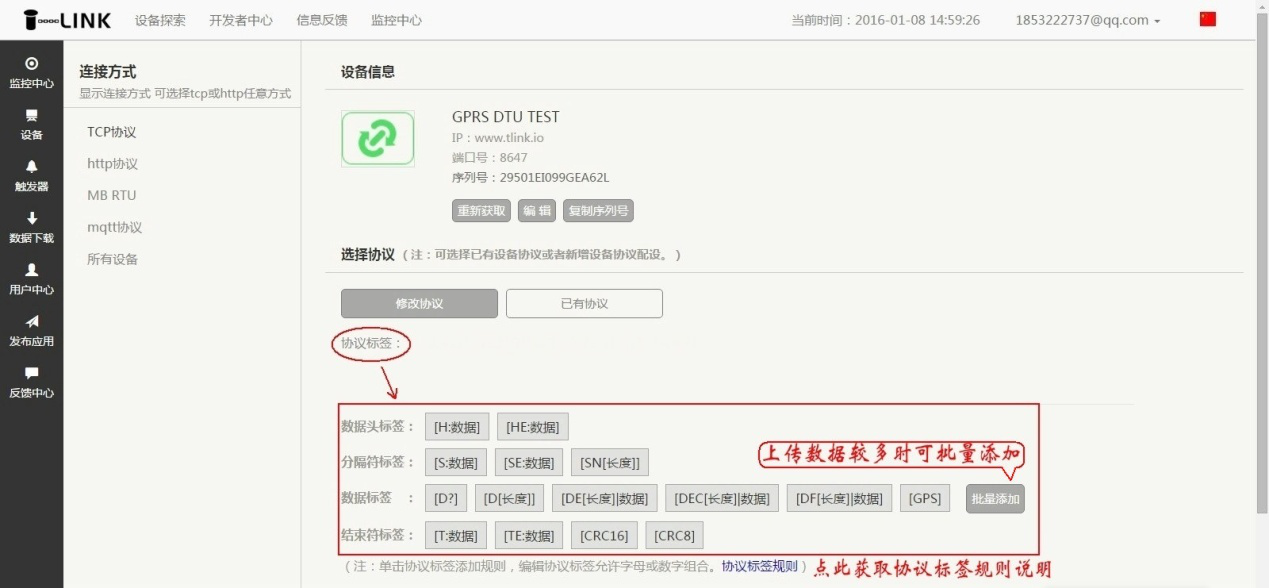 LINK 设备探索 开发者中心 信息反馈 监控中心 当前时间：2016-01-08 14:59:26 1853222737@qq.com
监控中心
设备
触发器
数据下载
用户中心
发布应用
反馈中心
连接方式
显示连接方式 可选择tcp或http任意方式
TCP协议
http协议
MB RTU
mqtt协议
所有设备
设备信息
GPRS DTU TEST
IP：www.tlink.io
端口号：8647
序列号：29501EI099GEA62L
重新获取 编 辑 复制序列号
选择协议（注：可选择已有设备协议或者新增设备协议配设。）
修改协议 已有协议
协议标签：
数据头标签： [H:数据] [HE:数据]
分隔符标签： [S:数据] [SE:数据] [SN[长度]]
上传数据较多时可批量添加
数据标签 ： [D?] [D[长度]] [DE[长度]|数据] [DEC[长度]|数据] [DF[长度]|数据] [GPS] 批量添加
结束符标签： [T:数据] [TE:数据] [CRC16] [CRC8]
（注：单击协议标签添加规则，编辑协议标签允许字母或数字组合。协议标签规则）点此获取协议标签规则说明